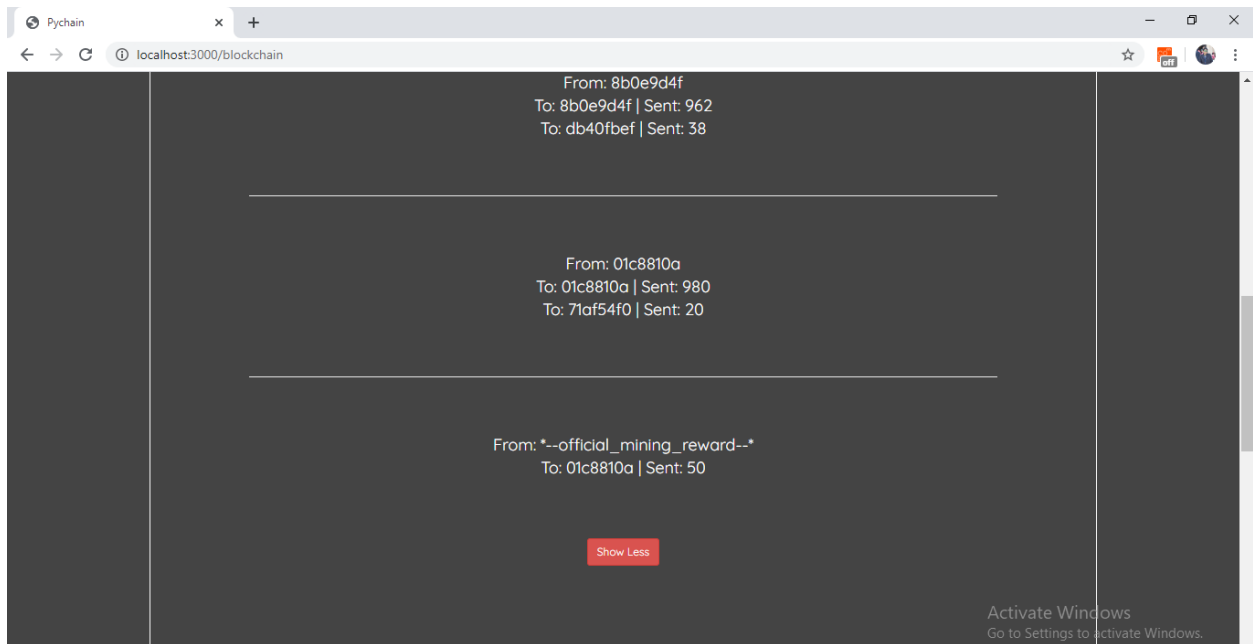 Pychain
localhost:3000/blockchain
off
From: 8b0e9d4f
To: 8b0e9d4f | Sent: 962
To: db40fbef | Sent: 38
From: 01c8810a
To: 01c8810a | Sent: 980
To: 71af54f0 | Sent: 20
From: *--official_mining_reward--*
To: 01c8810a | Sent: 50
Show Less
Activate Windows
Go to Settings to activate Windows.